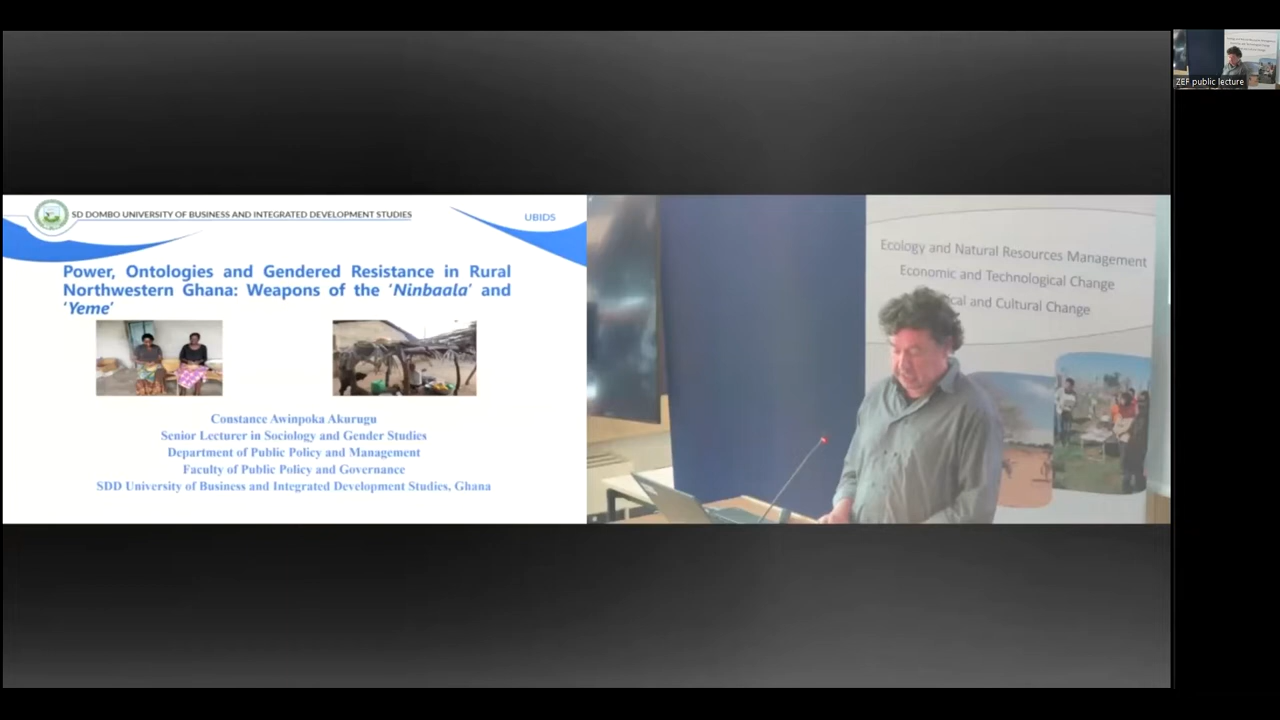 SD DOMBO UNIVERSITY OF BUSINESS AND INTEGRATED DEVELOPMENT STUDIES
UBIDS
Power, Ontologies and Gendered Resistance in Rural
Northwestern Ghana: Weapons of the 'Ninbaala' and
'Yeme'
Constance Awinpoka Akurugu
Senior Lecturer in Sociology and Gender Studies
Department of Public Policy and Management
Faculty of Public Policy and Governance
SDD University of Business and Integrated Development Studies, Ghana
Ecology and Natural Resources Management
Economic and Technological Change
and Cultural Change
ZEF public lecture